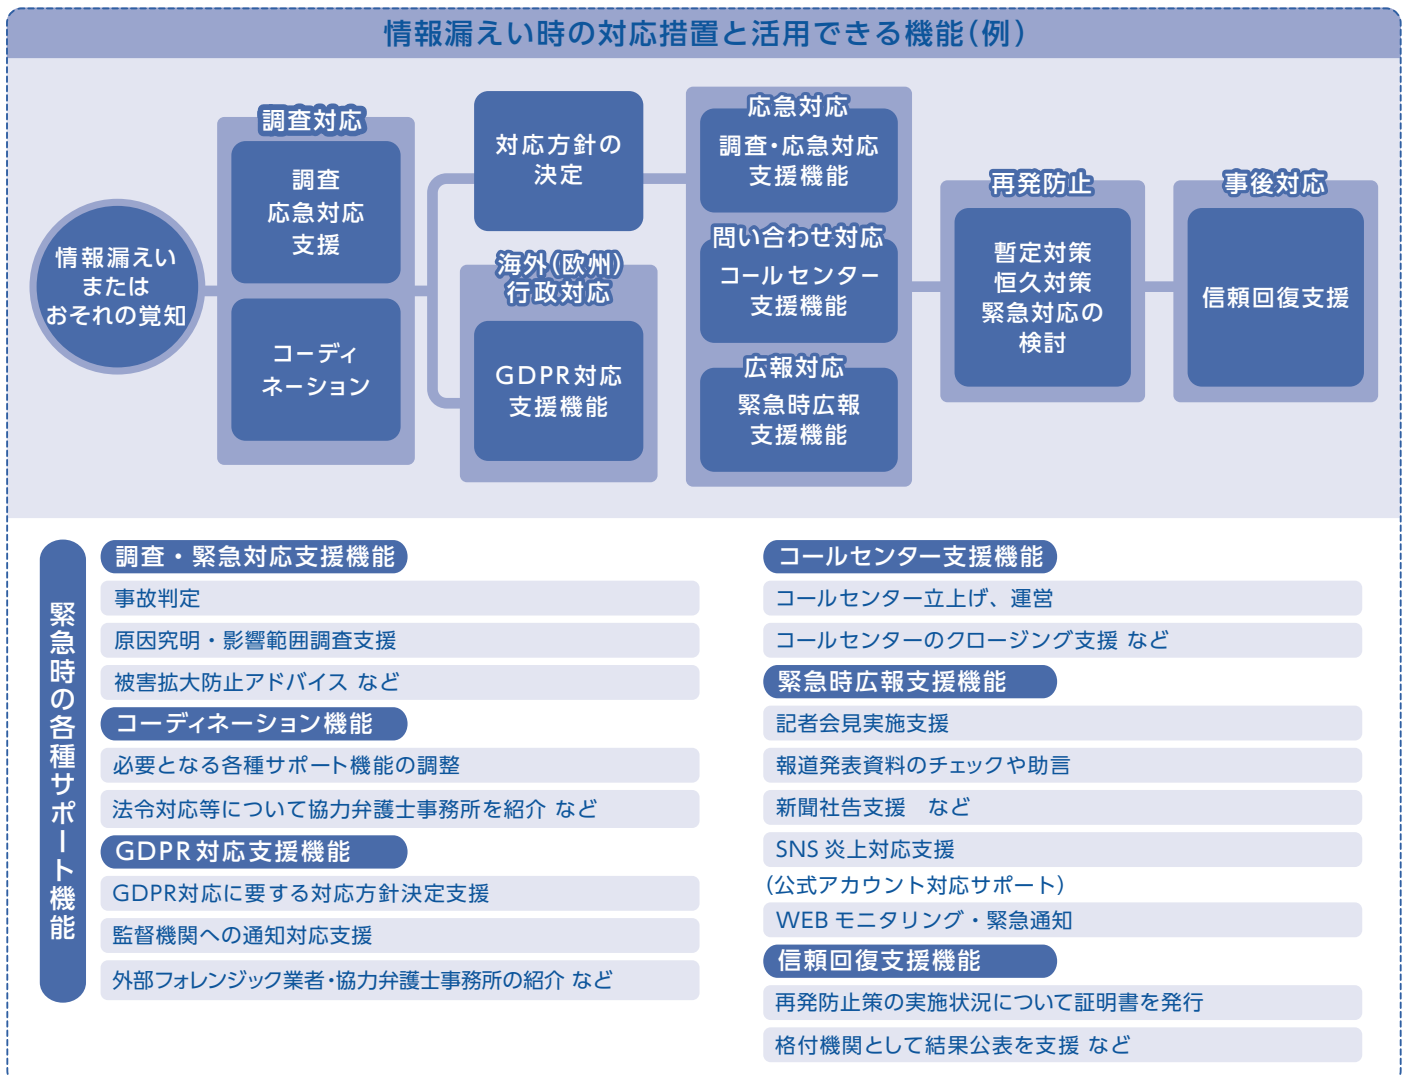 情報漏えい時の対応措置と活用できる機能(例)
情報漏えい
または
おそれの覚知
調査対応
調査
応急対応
支援
コーディ
ネーション
対応方針の
決定
海外(欧州)
行政対応
GDPR対応
支援機能
応急対応
調査・応急対応
支援機能
問い合わせ対応
コールセンター
支援機能
広報対応
緊急時広報
支援機能
再発防止
暫定対策
恒久対策
緊急対応の
検討
事後対応
信頼回復支援
緊急時の各種サポート機能
調査・緊急対応支援機能
事故判定
原因究明・影響範囲調査支援
被害拡大防止アドバイス など
コーディネーション機能
必要となる各種サポート機能の調整
法令対応等について協力弁護士事務所を紹介 など
GDPR対応支援機能
GDPR対応に要する対応方針決定支援
監督機関への通知対応支援
外部フォレンジック業者・協力弁護士事務所の紹介 など
コールセンター支援機能
コールセンター立上げ、運営
コールセンターのクロージング支援 など
緊急時広報支援機能
記者会見実施支援
報道発表資料のチェックや助言
新聞社告支援　など
SNS 炎上対応支援
(公式アカウント対応サポート)
WEB モニタリング・緊急通知
信頼回復支援機能
再発防止策の実施状況について証明書を発行
格付機関として結果公表を支援 など